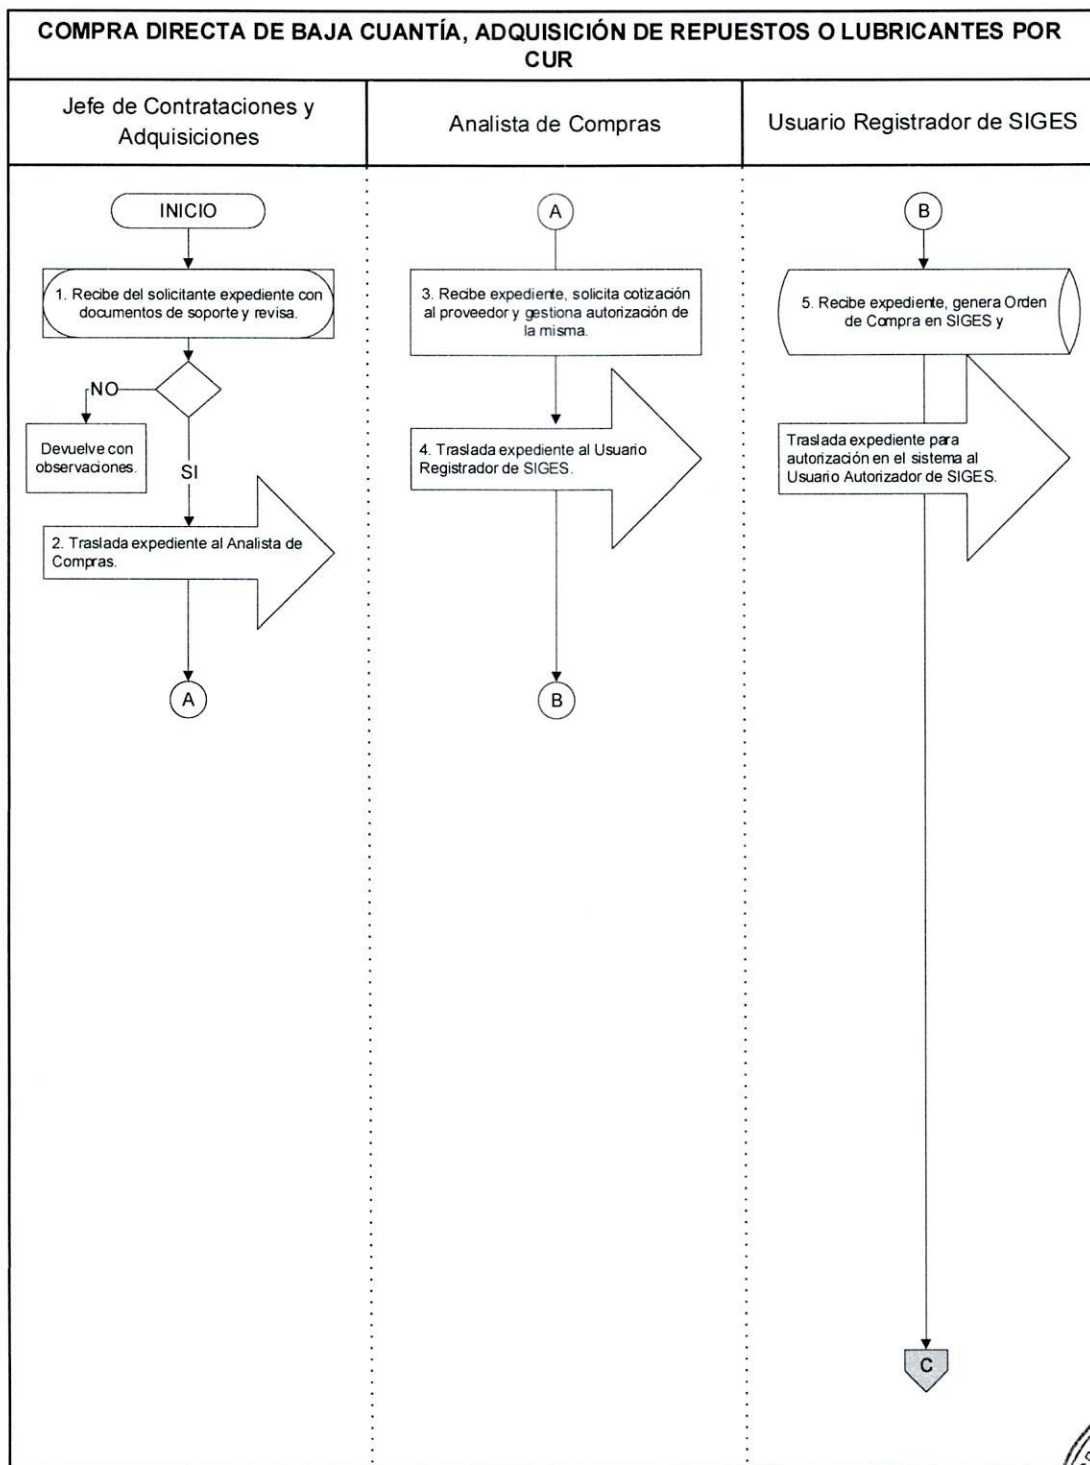 COMPRA DIRECTA DE BAJA CUANTÍA, ADQUISICIÓN DE REPUESTOS O LUBRICANTES POR
CUR
Jefe de Contrataciones y
Adquisiciones
Analista de Compras
Usuario Registrador de SIGES
INICIO
1. Recibe del solicitante expediente con
documentos de soporte y revisa.
NO
Devuelve con
observaciones.
SI
2. Traslada expediente al Analista de
Compras.
A
A
3. Recibe expediente, solicita cotización
al proveedor y gestiona autorización de
la misma.
4. Traslada expediente al Usuario
Registrador de SIGES.
B
B
5. Recibe expediente, genera Orden
de Compra en SIGES y
Traslada expediente para
autorización en el sistema al
Usuario Autorizador de SIGES.
C